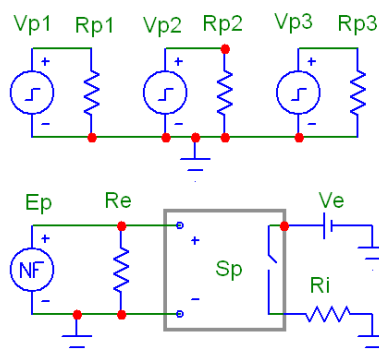 Vp1 Rp1 Vp2 Rp2 Vp3 Rp3
+ + +
− − −
Ep Re Ve
+
NF Sp Ri
−